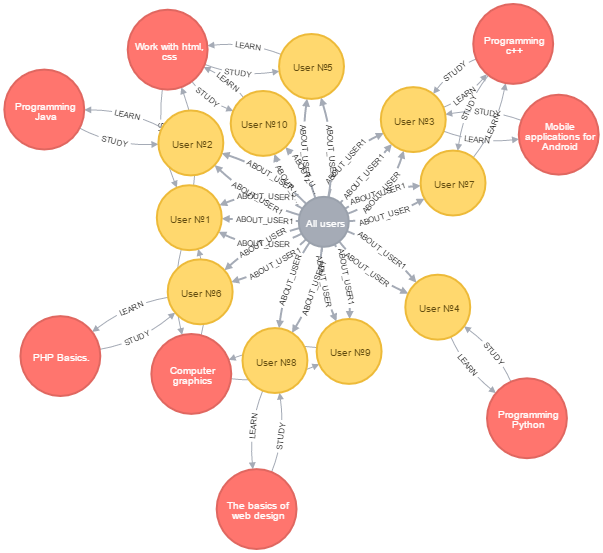 Work with html,
css
LEARN
User №5
STUDY
LEARN
STUDY
Programming
c++
STUDY
LEARN
STUDY
LEARN
Programming
Java
LEARN
STUDY
User №10
User №2
User №3
STUDY
LEARN
Mobile
applications for
Android
ABOUT_USER1
ABOUT_USER1
ABOUT_USER
User №7
ABOUT_USER1
ABOUT_USER
User №1
ABOUT_USER1
ABOUT_USER1
ABOUT_USER
All users
ABOUT_USER
ABOUT_USER1
ABOUT_USER1
ABOUT_USER
User №6
User №4
ABOUT_USER
ABOUT_USER1
LEARN
STUDY
PHP Basics.
Computer
graphics
User №8
User №9
LEARN
STUDY
Programming
Python
LEARN
STUDY
The basics of
web design